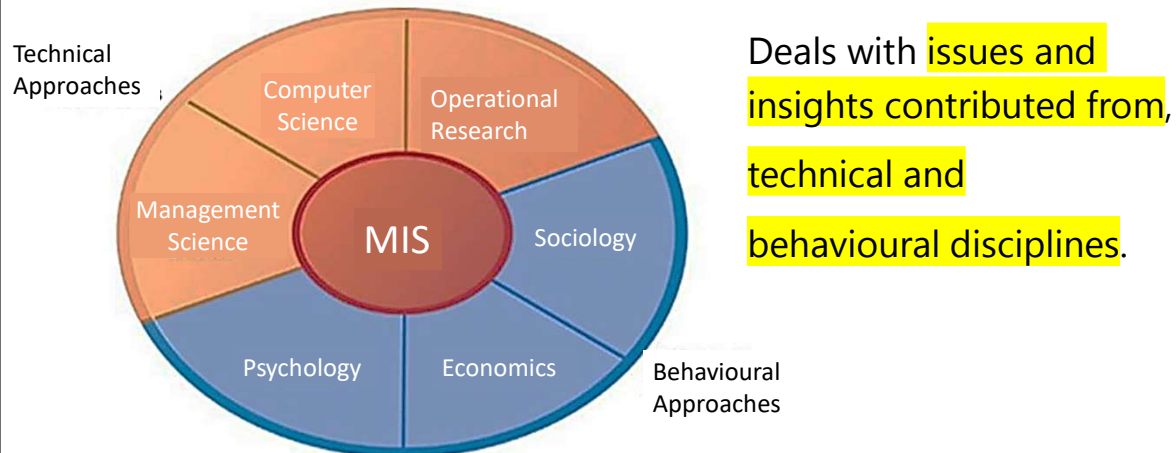 Technical
Approaches
Computer
Science
Operational
Research
Management
Science
MIS
Sociology
Psychology
Economics
Behavioural
Approaches
Deals with issues and
insights contributed from,
technical and
behavioural disciplines.